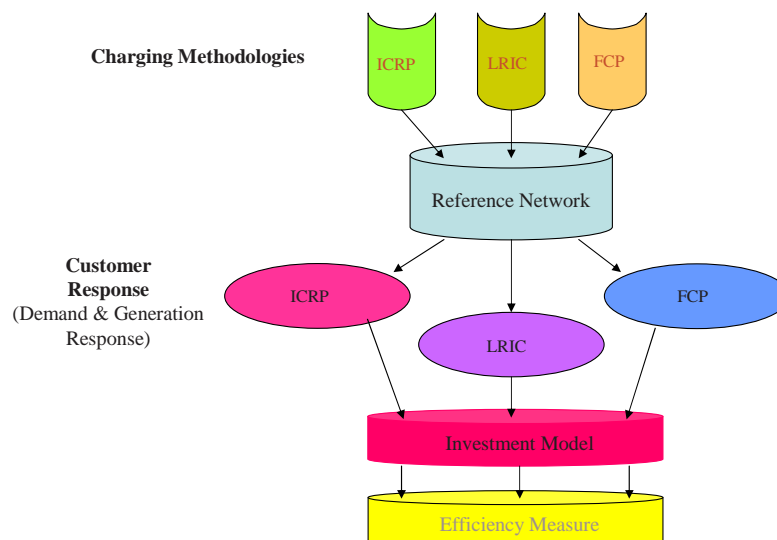 Charging Methodologies
ICRP
LRIC
FCP
Reference Network
Customer
Response
(Demand & Generation
Response)
ICRP
FCP
LRIC
Investment Model
Efficiency Measure